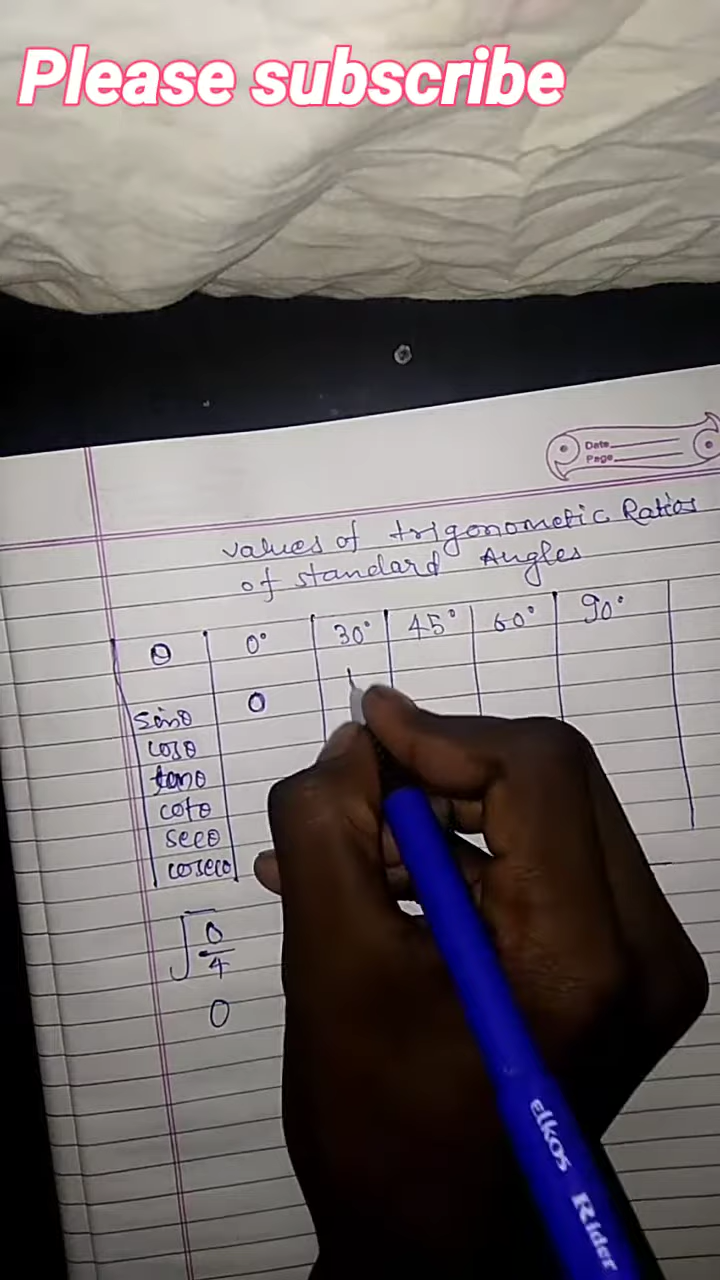 Please subscribe
Date
Page
Values of trigonometic Ratios
of standard Angles
θ 0° 30° 45° 60° 90°
sinθ 0
cosθ
tanθ
cotθ
secθ
cosecθ
√0/4
0
elkos Rider